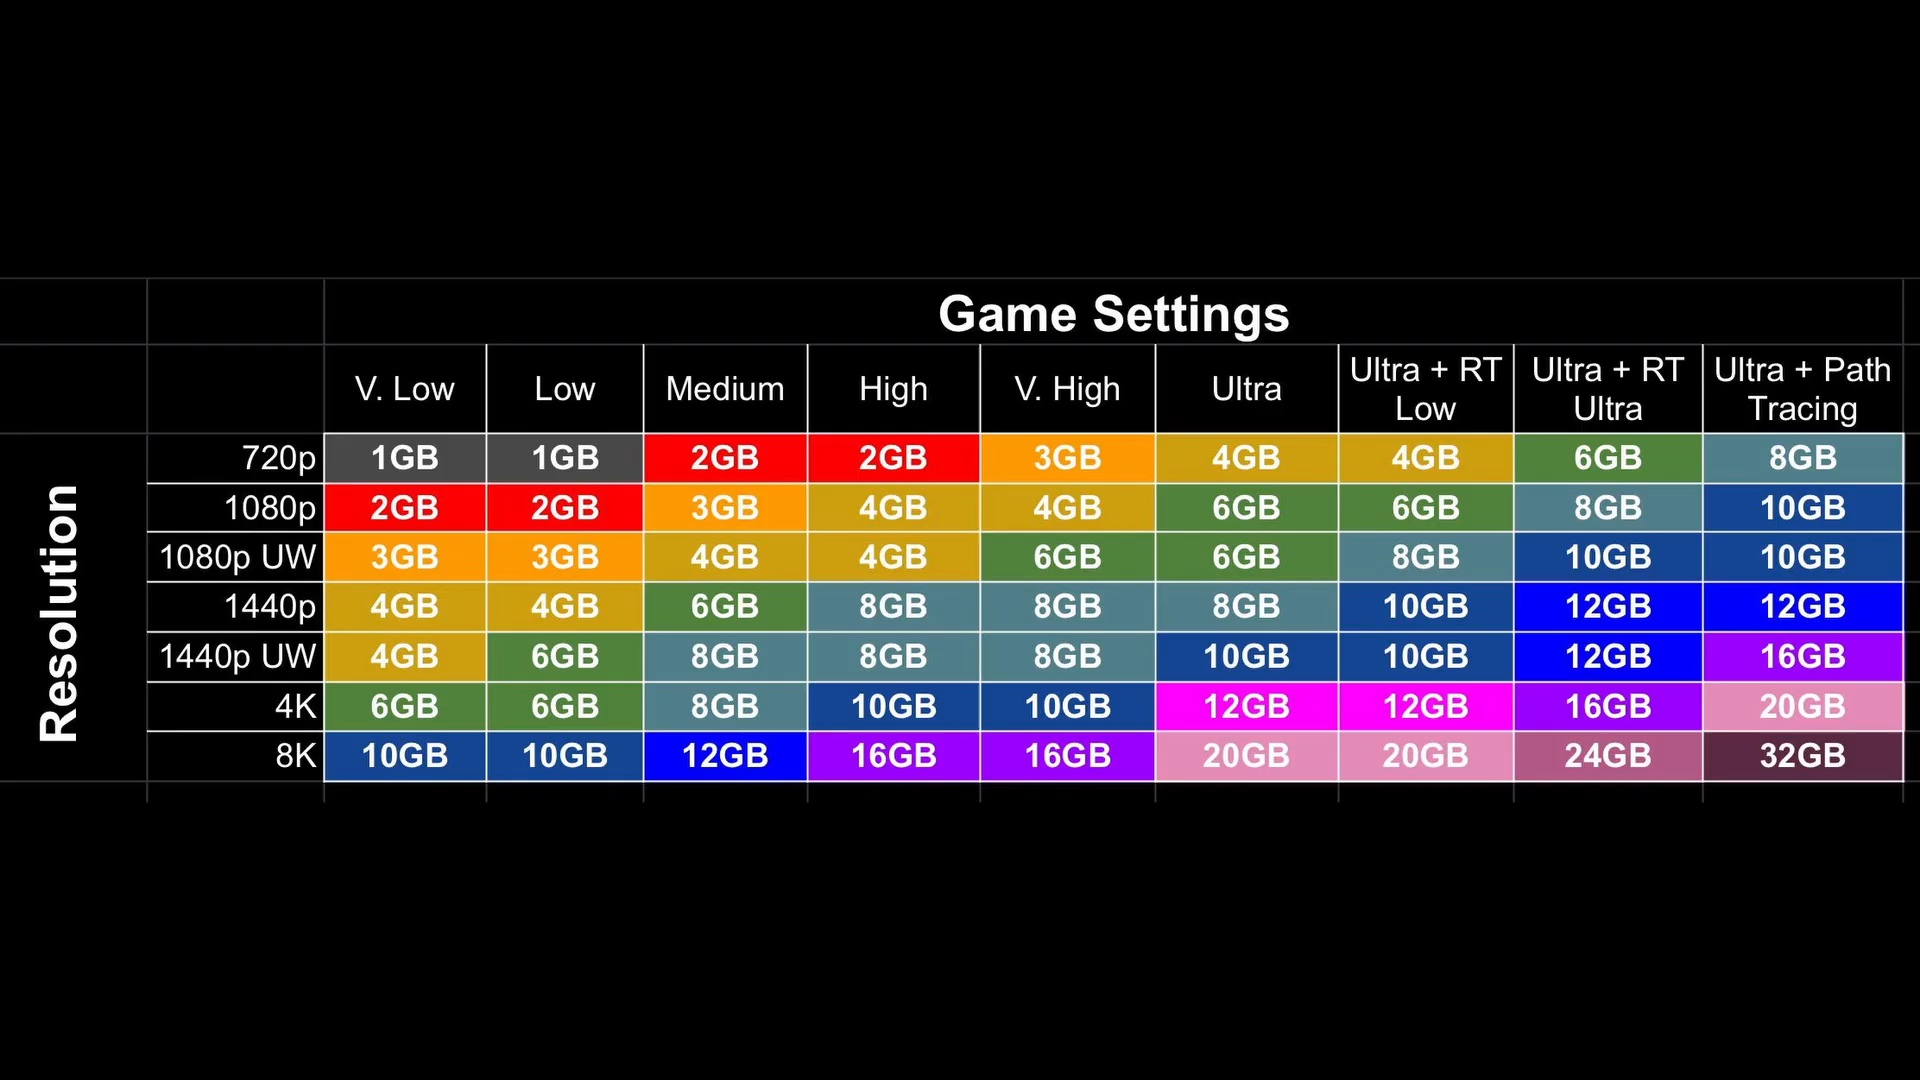 Game Settings
V. Low Low Medium High V. High Ultra Ultra + RT Low Ultra + RT Ultra Ultra + Path Tracing
Resolution
720p 1GB 1GB 2GB 2GB 3GB 4GB 4GB 6GB 8GB
1080p 2GB 2GB 3GB 4GB 4GB 6GB 6GB 8GB 10GB
1080p UW 3GB 3GB 4GB 4GB 6GB 6GB 8GB 10GB 10GB
1440p 4GB 4GB 6GB 8GB 8GB 8GB 10GB 12GB 12GB
1440p UW 4GB 6GB 8GB 8GB 8GB 10GB 10GB 12GB 16GB
4K 6GB 6GB 8GB 10GB 10GB 12GB 12GB 16GB 20GB
8K 10GB 10GB 12GB 16GB 16GB 20GB 20GB 24GB 32GB